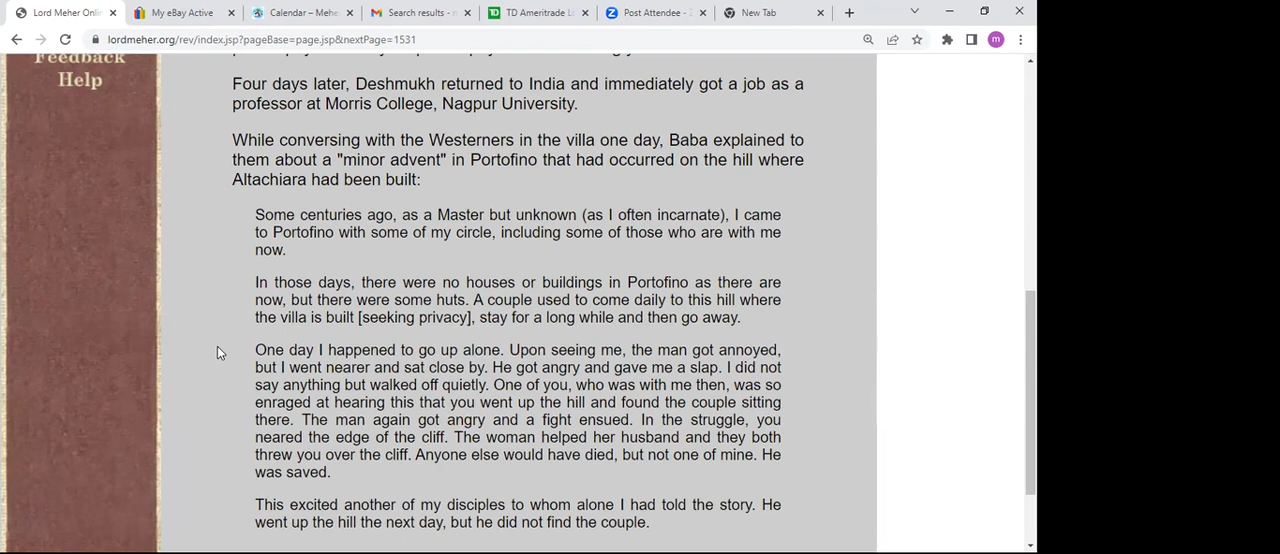 Lord Meher Onli
My eBay Active
Calendar – Mehe
Search results - n
TD Ameritrade Lo
Post Attendee - Z
New Tab
lordmeher.org/rev/index.jsp?pageBase=page.jsp&nextPage=1531
m
Feedback
Help
Four days later, Deshmukh returned to India and immediately got a job as a
professor at Morris College, Nagpur University.
While conversing with the Westerners in the villa one day, Baba explained to
them about a "minor advent" in Portofino that had occurred on the hill where
Altachiara had been built:
Some centuries ago, as a Master but unknown (as I often incarnate), I came
to Portofino with some of my circle, including some of those who are with me
now.
In those days, there were no houses or buildings in Portofino as there are
now, but there were some huts. A couple used to come daily to this hill where
the villa is built [seeking privacy], stay for a long while and then go away.
One day I happened to go up alone. Upon seeing me, the man got annoyed,
but I went nearer and sat close by. He got angry and gave me a slap. I did not
say anything but walked off quietly. One of you, who was with me then, was so
enraged at hearing this that you went up the hill and found the couple sitting
there. The man again got angry and a fight ensued. In the struggle, you
neared the edge of the cliff. The woman helped her husband and they both
threw you over the cliff. Anyone else would have died, but not one of mine. He
was saved.
This excited another of my disciples to whom alone I had told the story. He
went up the hill the next day, but he did not find the couple.